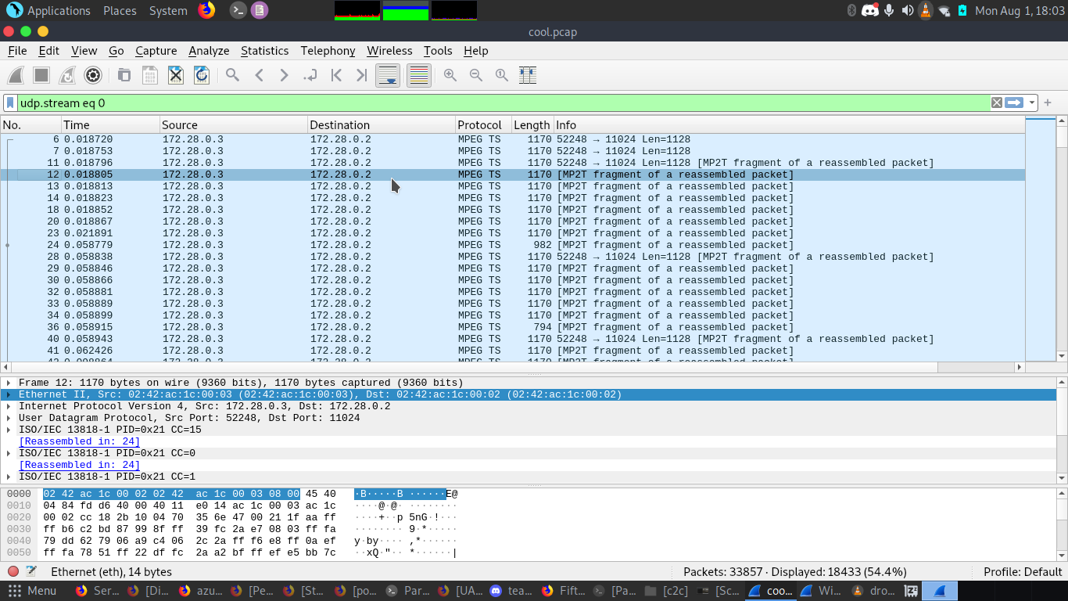 Applications Places System Mon Aug 1, 18:03
cool.pcap
File Edit View Go Capture Analyze Statistics Telephony Wireless Tools Help
udp.stream eq 0
No. Time Source Destination Protocol Length Info
6 0.018720 172.28.0.3 172.28.0.2 MPEG TS 1170 52248 → 11024 Len=1128
7 0.018753 172.28.0.3 172.28.0.2 MPEG TS 1170 52248 → 11024 Len=1128
11 0.018796 172.28.0.3 172.28.0.2 MPEG TS 1170 52248 → 11024 Len=1128 [MP2T fragment of a reassembled packet]
12 0.018805 172.28.0.3 172.28.0.2 MPEG TS 1170 [MP2T fragment of a reassembled packet]
13 0.018813 172.28.0.3 172.28.0.2 MPEG TS 1170 [MP2T fragment of a reassembled packet]
14 0.018823 172.28.0.3 172.28.0.2 MPEG TS 1170 [MP2T fragment of a reassembled packet]
18 0.018852 172.28.0.3 172.28.0.2 MPEG TS 1170 [MP2T fragment of a reassembled packet]
20 0.018867 172.28.0.3 172.28.0.2 MPEG TS 1170 [MP2T fragment of a reassembled packet]
23 0.021891 172.28.0.3 172.28.0.2 MPEG TS 1170 [MP2T fragment of a reassembled packet]
24 0.058779 172.28.0.3 172.28.0.2 MPEG TS 982 [MP2T fragment of a reassembled packet]
28 0.058838 172.28.0.3 172.28.0.2 MPEG TS 1170 52248 → 11024 Len=1128 [MP2T fragment of a reassembled packet]
29 0.058846 172.28.0.3 172.28.0.2 MPEG TS 1170 [MP2T fragment of a reassembled packet]
30 0.058866 172.28.0.3 172.28.0.2 MPEG TS 1170 [MP2T fragment of a reassembled packet]
32 0.058881 172.28.0.3 172.28.0.2 MPEG TS 1170 [MP2T fragment of a reassembled packet]
33 0.058889 172.28.0.3 172.28.0.2 MPEG TS 1170 [MP2T fragment of a reassembled packet]
34 0.058899 172.28.0.3 172.28.0.2 MPEG TS 1170 [MP2T fragment of a reassembled packet]
36 0.058915 172.28.0.3 172.28.0.2 MPEG TS 794 [MP2T fragment of a reassembled packet]
40 0.058943 172.28.0.3 172.28.0.2 MPEG TS 1170 52248 → 11024 Len=1128 [MP2T fragment of a reassembled packet]
41 0.062426 172.28.0.3 172.28.0.2 MPEG TS 1170 [MP2T fragment of a reassembled packet]
Frame 12: 1170 bytes on wire (9360 bits), 1170 bytes captured (9360 bits)
Ethernet II, Src: 02:42:ac:1c:00:03 (02:42:ac:1c:00:03), Dst: 02:42:ac:1c:00:02 (02:42:ac:1c:00:02)
Internet Protocol Version 4, Src: 172.28.0.3, Dst: 172.28.0.2
User Datagram Protocol, Src Port: 52248, Dst Port: 11024
ISO/IEC 13818-1 PID=0x21 CC=15
[Reassembled in: 24]
ISO/IEC 13818-1 PID=0x21 CC=0
[Reassembled in: 24]
ISO/IEC 13818-1 PID=0x21 CC=1
0000 02 42 ac 1c 00 02 02 42 ac 1c 00 03 08 00 45 40 ·B·····B ······E@
0010 04 84 fd d6 40 00 40 11 e0 14 ac 1c 00 03 ac 1c ····@·@· ········
0020 00 02 cc 18 2b 10 04 70 35 6e 47 00 21 1f aa ff ····+··p 5nG·!···
0030 ff b6 c2 bd 87 99 8f ff 39 fc 2a e7 08 03 ff fa ········ 9·*·····
0040 79 dd 62 79 06 a9 c4 06 2c 2a ff f6 e8 ff 0a ef y·by···· ,*······
0050 ff fa 78 51 ff 22 df fc 2a a2 bf ff ef e5 bb 7c ··xQ·"·· *······|
Ethernet (eth), 14 bytes Packets: 33857 · Displayed: 18433 (54.4%) Profile: Default
Menu Ser... [Di... azu... [Pe... [St... [po... Par... [UA... tea... Fift... [Pa... [c2c] [Sc... coo... Wi... dro...